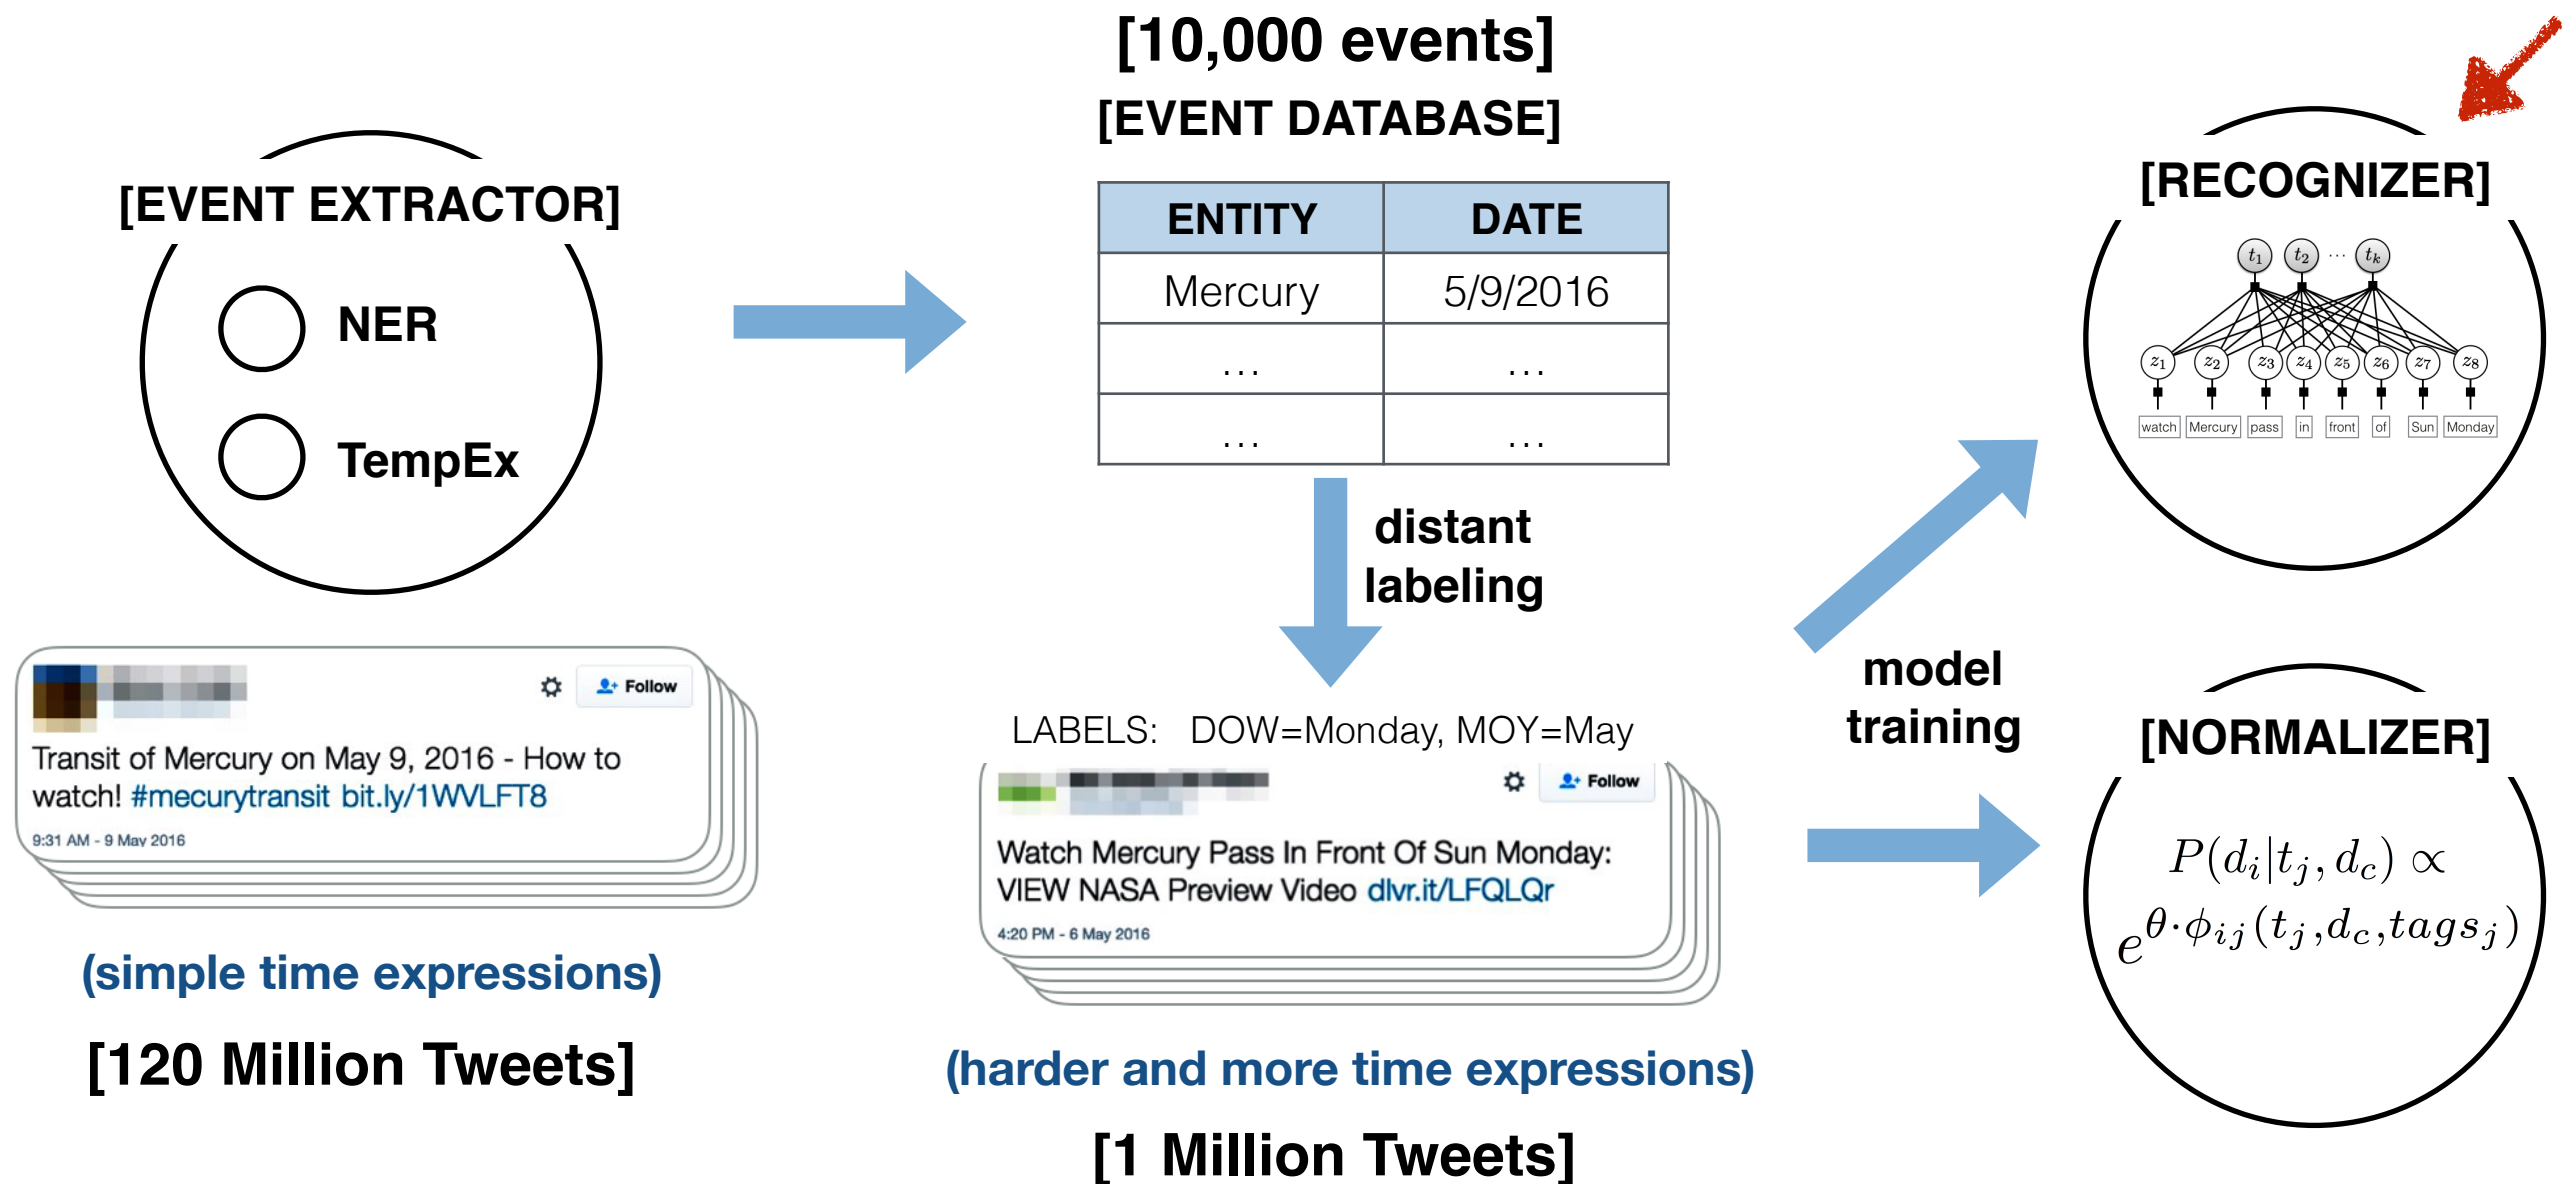 [EVENT EXTRACTOR]
NER
TempEx
Follow
Transit of Mercury on May 9, 2016 - How to
watch! #mecurytransit bit.ly/1WVLFT8
9:31 AM - 9 May 2016
(simple time expressions)
[120 Million Tweets]
[10,000 events]
[EVENT DATABASE]
ENTITY DATE
Mercury 5/9/2016
... ...
... ...
distant
labeling
LABELS: DOW=Monday, MOY=May
Follow
Watch Mercury Pass In Front Of Sun Monday:
VIEW NASA Preview Video dlvr.it/LFQLQr
4:20 PM - 6 May 2016
(harder and more time expressions)
[1 Million Tweets]
model
training
[RECOGNIZER]
t₁ t₂ ... tₖ
z₁ z₂ z₃ z₄ z₅ z₆ z₇ z₈
watch Mercury pass in front of Sun Monday
[NORMALIZER]
P(dᵢ|tⱼ, d_c) ∝
e^{θ·φᵢⱼ(tⱼ,d_c,tagsⱼ)}